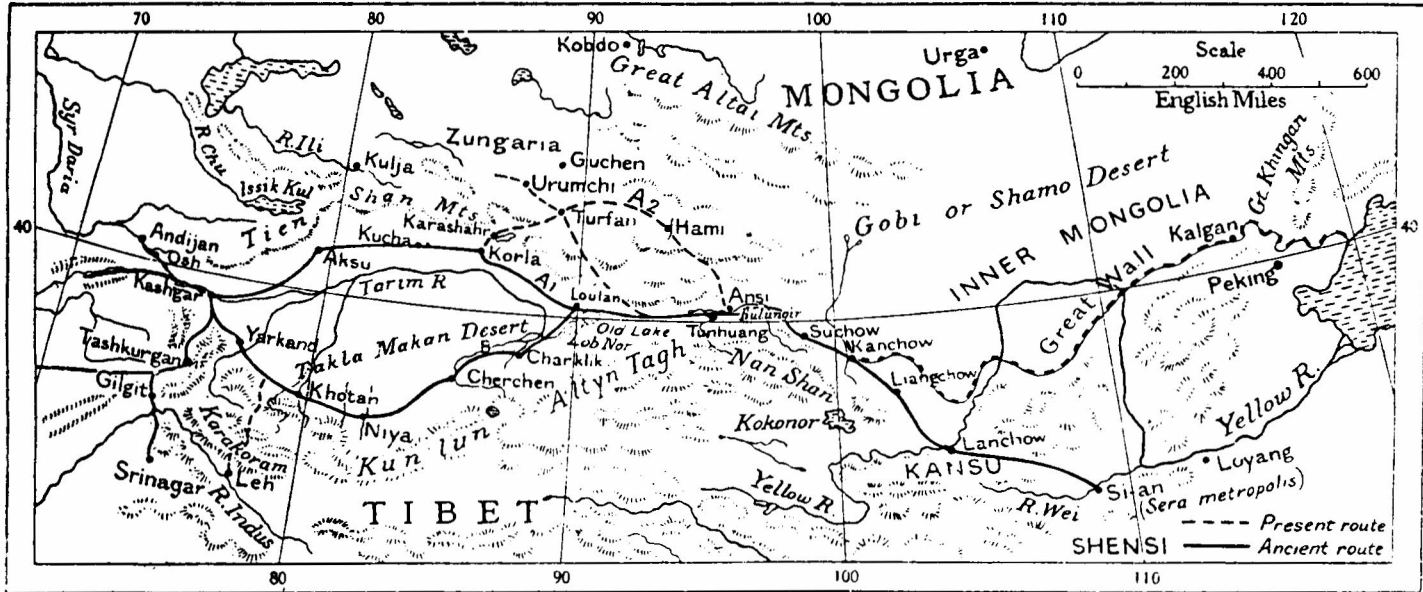 70
80
90
100
110
120
Kobdo
Urga
Scale
0 200 400 600
English Miles
Great Altai Mts.
MONGOLIA
Syr Daria
R. Chu
R. Ili
Kulja
Zungaria
Guchen
Urumchi
Issik Kul
Tien Shan Mts.
Karashahr
Turfan
A2
Hami
Gobi or Shamo Desert
INNER MONGOLIA
Gt. Khingan
Mts.
40
40
Andijan
Osh
Kucha
Aksu
Korla
A1
Kalgan
Great Wall
Peking
Kashgar
Tarim R
Loulan
Ansi
Bulungir
Old Lake
Lob Nor
Tunhuang
Suchow
Kanchow
Yarkand
Takla Makan Desert
Tashkurgan
Charklik
Altyn Tagh
Nan Shan
Liangchow
Cherchen
B
Gilgit
Khotan
Niya
Kokonor
Yellow R.
Karakoram
Kun lun
Lanchow
KANSU
Srinagar
Leh
R. Indus
TIBET
Yellow R.
R. Wei
Loyang
Si-an
(Sera metropolis)
Present route
SHENSI
Ancient route
80
90
100
110